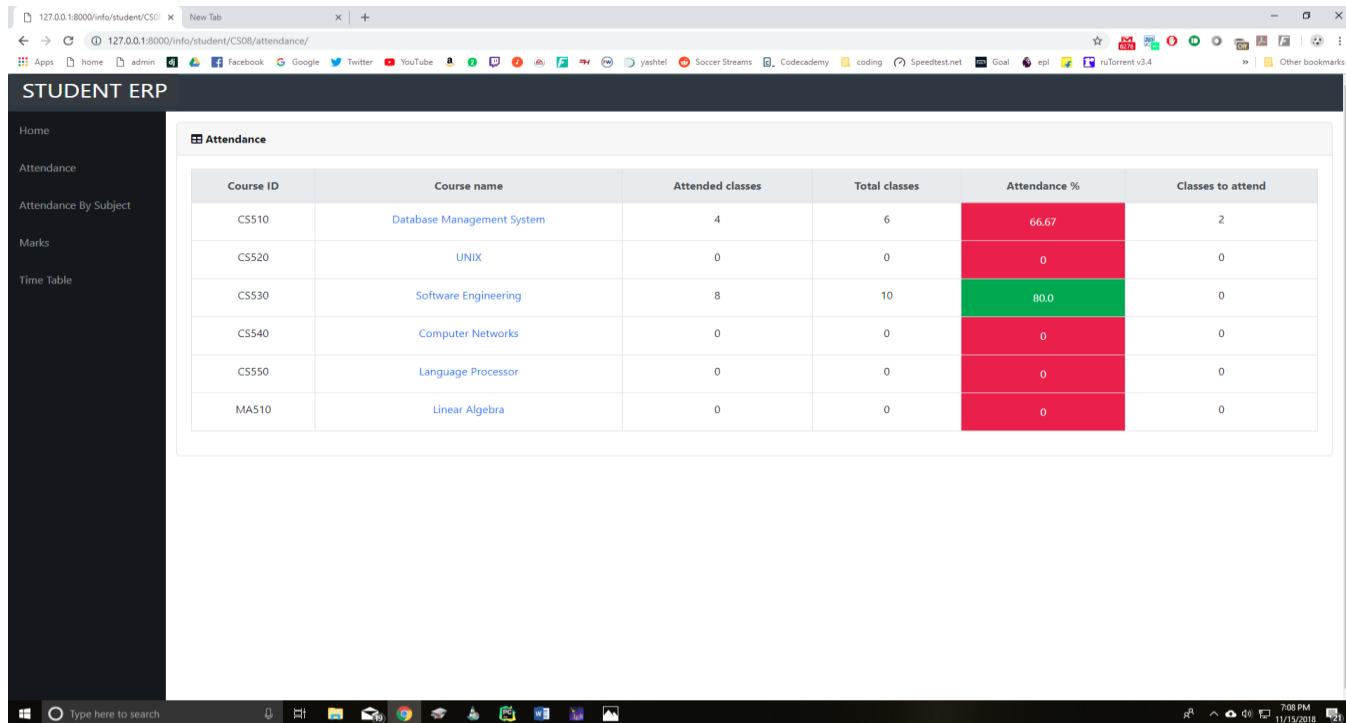 127.0.0.1:8000/info/student/CS08 New Tab
127.0.0.1:8000/info/student/CS08/attendance/
Apps home admin Facebook Google Twitter YouTube yashtel Soccer Streams Codecademy coding Speedtest.net Goal epl ruTorrent v3.4 » Other bookmarks
STUDENT ERP
Home
Attendance
Attendance By Subject
Marks
Time Table
Attendance
Course ID Course name Attended classes Total classes Attendance % Classes to attend
CS510 Database Management System 4 6 66.67 2
CS520 UNIX 0 0 0 0
CS530 Software Engineering 8 10 80.0 0
CS540 Computer Networks 0 0 0 0
CS550 Language Processor 0 0 0 0
MA510 Linear Algebra 0 0 0 0
Type here to search
7:08 PM
11/15/2018